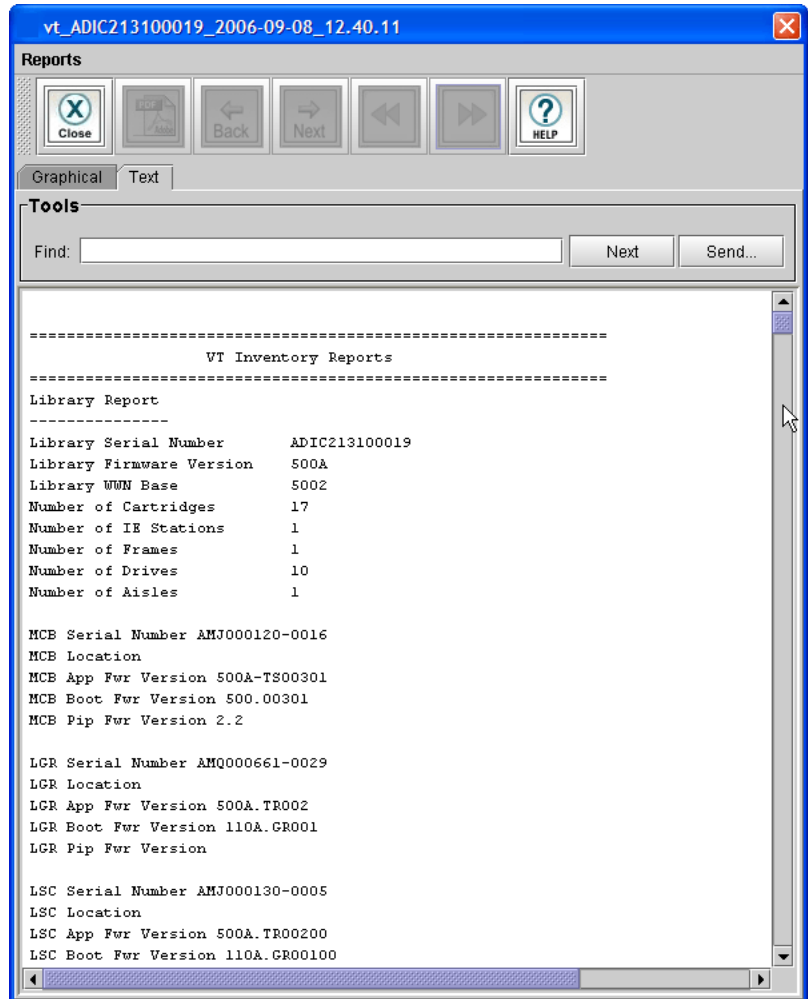 vt_ADIC213100019_2006-09-08_12.40.11
Reports
Close
PDF
Adobe
Back
Next
HELP
Graphical Text
Tools
Find: Next Send...
==============================================================
VT Inventory Reports
==============================================================
Library Report
---------------
Library Serial Number ADIC213100019
Library Firmware Version 500A
Library WWN Base 5002
Number of Cartridges 17
Number of IE Stations 1
Number of Frames 1
Number of Drives 10
Number of Aisles 1
MCB Serial Number AMJ000120-0016
MCB Location
MCB App Fwr Version 500A-TS00301
MCB Boot Fwr Version 500.00301
MCB Pip Fwr Version 2.2
LGR Serial Number AMQ000661-0029
LGR Location
LGR App Fwr Version 500A.TR002
LGR Boot Fwr Version 110A.GR001
LGR Pip Fwr Version
LSC Serial Number AMJ000130-0005
LSC Location
LSC App Fwr Version 500A.TR00200
LSC Boot Fwr Version 110A.GR00100